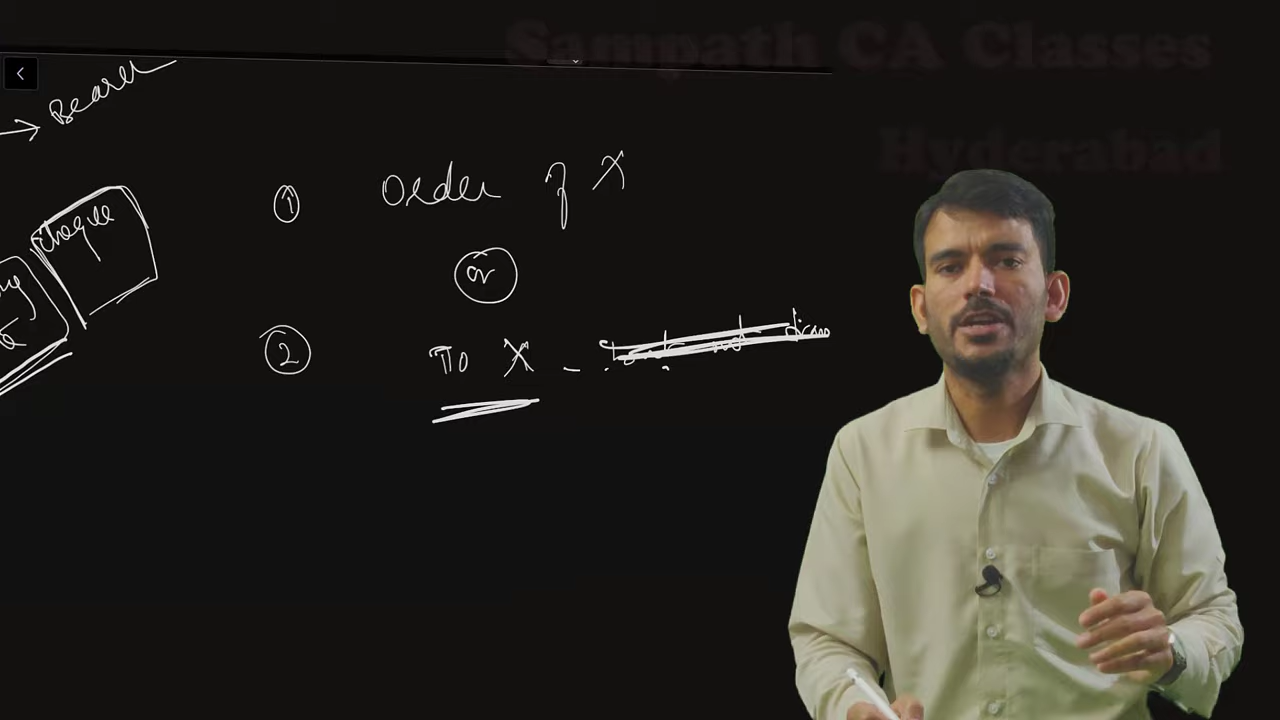 Sampath CA Classes
Hyderabad
→ Bearer
cheque
① Order of X
or
② To X